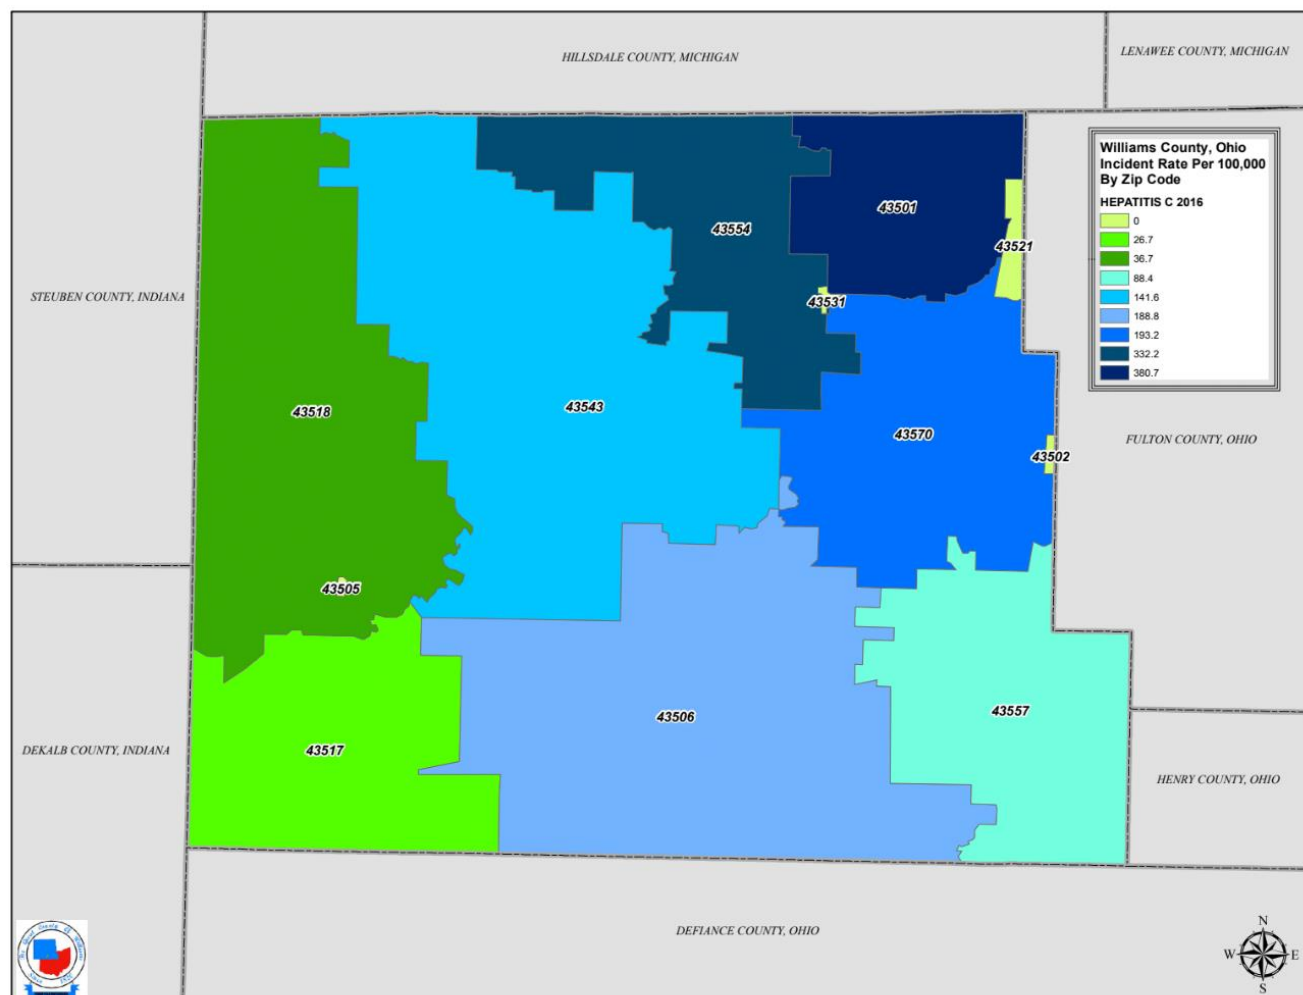 HILLSDALE COUNTY, MICHIGAN
LENAWEE COUNTY, MICHIGAN
Williams County, Ohio
Incident Rate Per 100,000
By Zip Code
HEPATITIS C 2016
0
26.7
36.7
88.4
141.6
188.8
193.2
332.2
380.7
43501
43554
43521
STEUBEN COUNTY, INDIANA
43531
43518
43543
43570
FULTON COUNTY, OHIO
43502
43505
43506
43557
43517
DEKALB COUNTY, INDIANA
HENRY COUNTY, OHIO
DEFIANCE COUNTY, OHIO
N
W
E
S